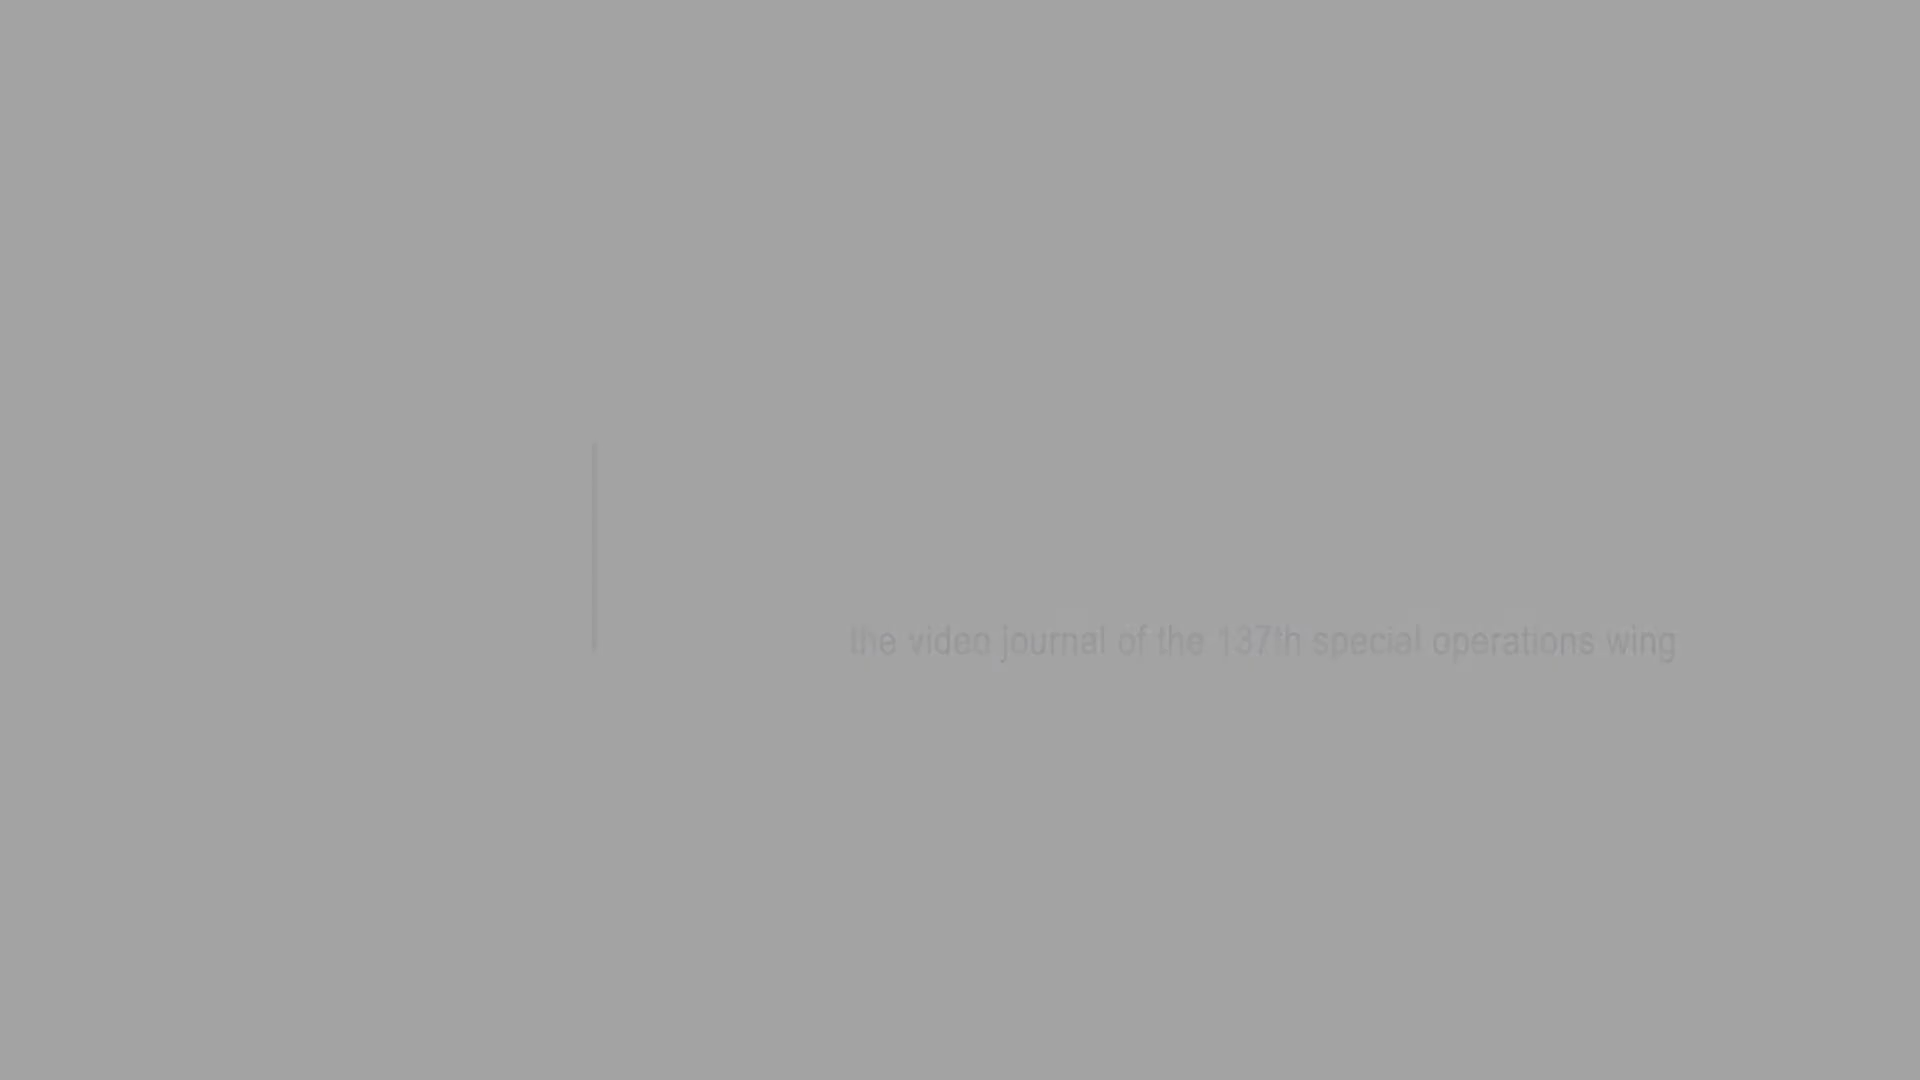 the video journal of the 137th special operations wing